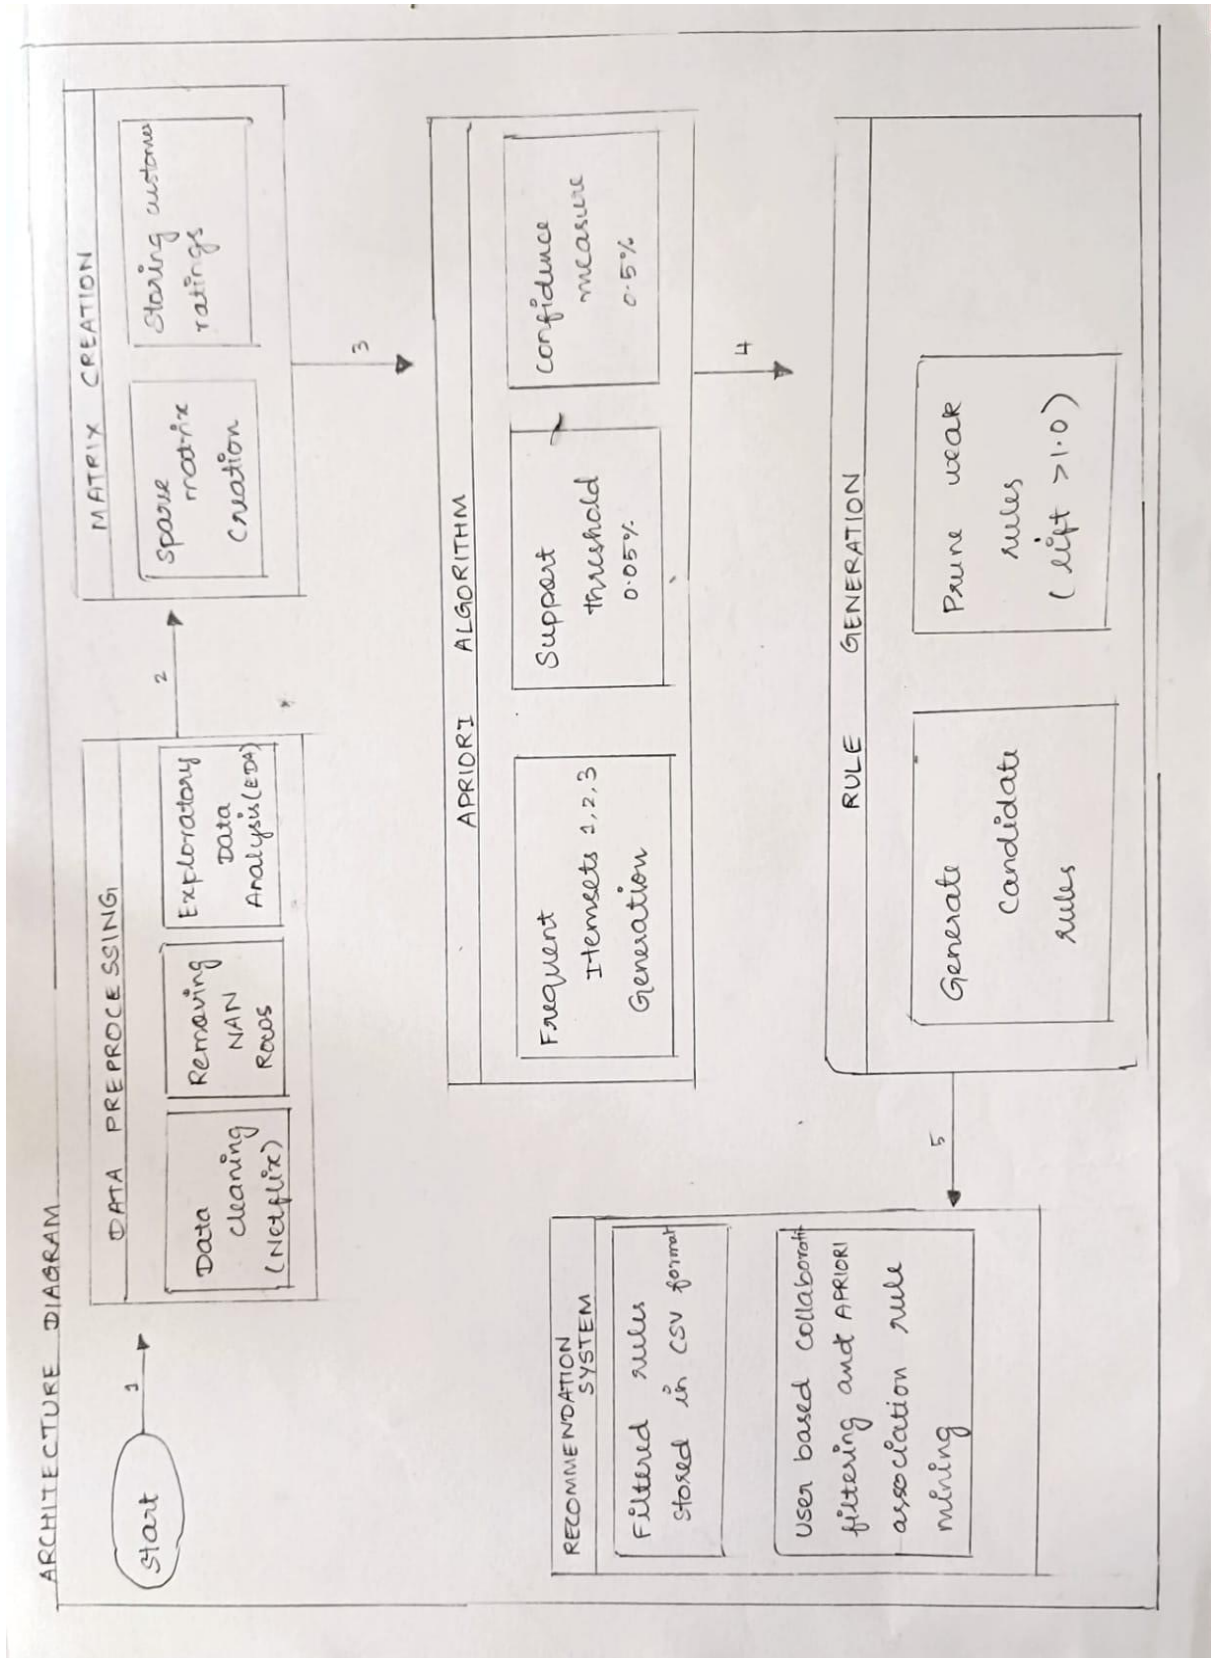 ARCHITECTURE DIAGRAM
Start
1
DATA PREPROCESSING
Data
cleaning
(Netflix)
Removing
NAN
Rows
Exploratory
Data
Analysis(EDA)
2
MATRIX CREATION
Sparse
matrix
Creation
Storing customer
ratings
3
APRIORI ALGORITHM
Frequent
Itemsets 1,2,3
Generation
Support
threshold
0.05%
Confidence
measure
0.5%
4
RULE GENERATION
Generate
Candidate
rules
Prune weak
rules
(lift >1.0)
5
RECOMMENDATION
SYSTEM
Filtered rules
stored in CSV format
User based collaborati
filtering and APRIORI
association rule
mining